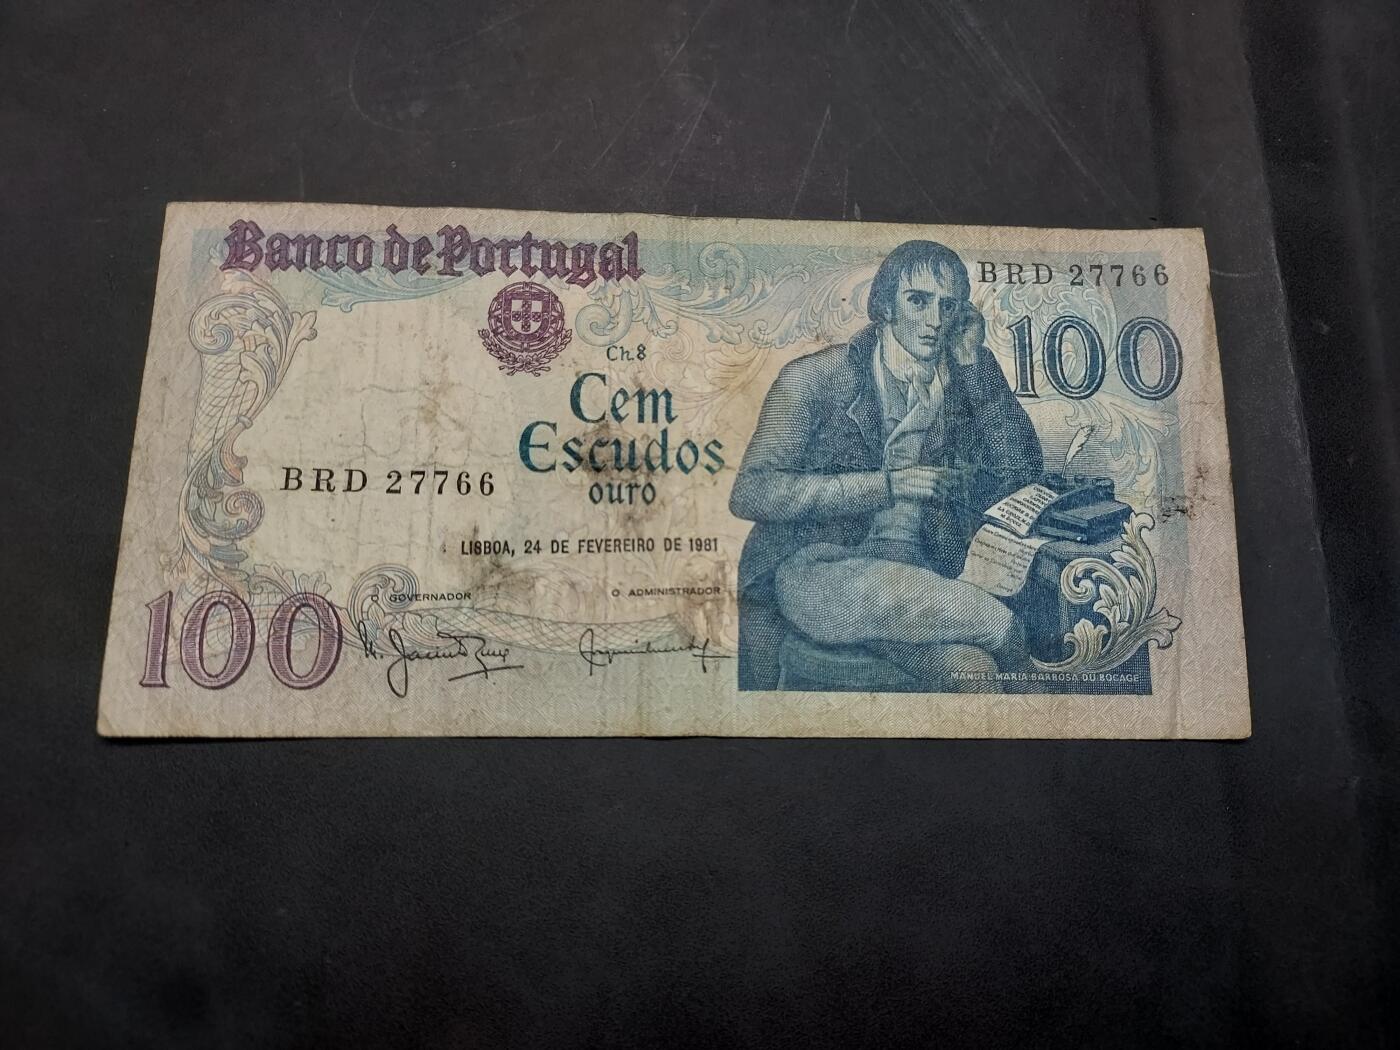 Banco de Portugal
BRD 27766
100
Ch.8
Cem
Escudos
ouro
BRD 27766
LISBOA, 24 DE FEVEREIRO DE 1981
O GOVERNADOR
O ADMINISTRADOR
100
MANUEL MARIA BARBOSA DU BOCAGE